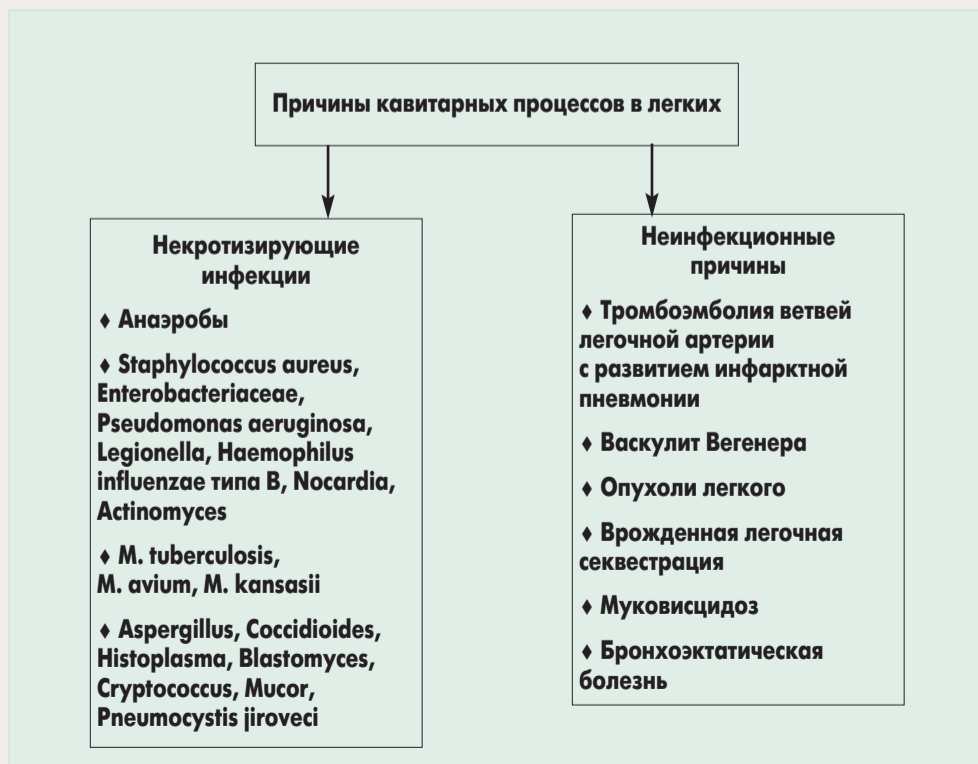 Причины кавитарных процессов в легких
Некротизирующие
инфекции
♦ Анаэробы
♦ Staphylococcus aureus,
Enterobacteriaceae,
Pseudomonas aeruginosa,
Legionella, Haemophilus
influenzae типа B, Nocardia,
Actinomyces
♦ M. tuberculosis,
M. avium, M. kansasii
♦ Aspergillus, Coccidioides,
Histoplasma, Blastomyces,
Cryptococcus, Mucor,
Pneumocystis jiroveci
Неинфекционные
причины
♦ Тромбоэмболия ветвей
легочной артерии
с развитием инфарктной
пневмонии
♦ Васкулит Вегенера
♦ Опухоли легкого
♦ Врожденная легочная
секвестрация
♦ Муковисцидоз
♦ Бронхоэктатическая
болезнь